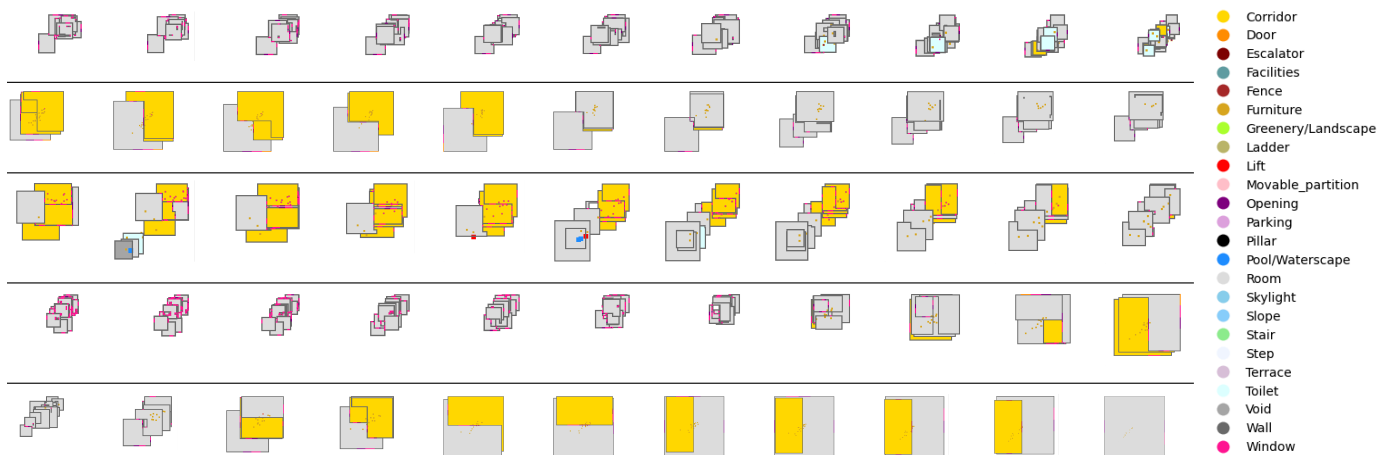 Corridor
Door
Escalator
Facilities
Fence
Furniture
Greenery/Landscape
Ladder
Lift
Movable_partition
Opening
Parking
Pillar
Pool/Waterscape
Room
Skylight
Slope
Stair
Step
Terrace
Toilet
Void
Wall
Window